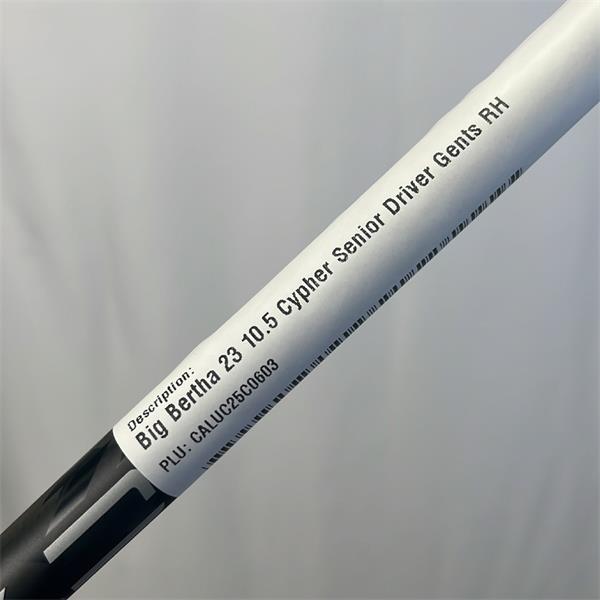 Description:
Big Bertha 23 10.5 Cypher Senior Driver Gents RH
PLU: CALUC25C0603